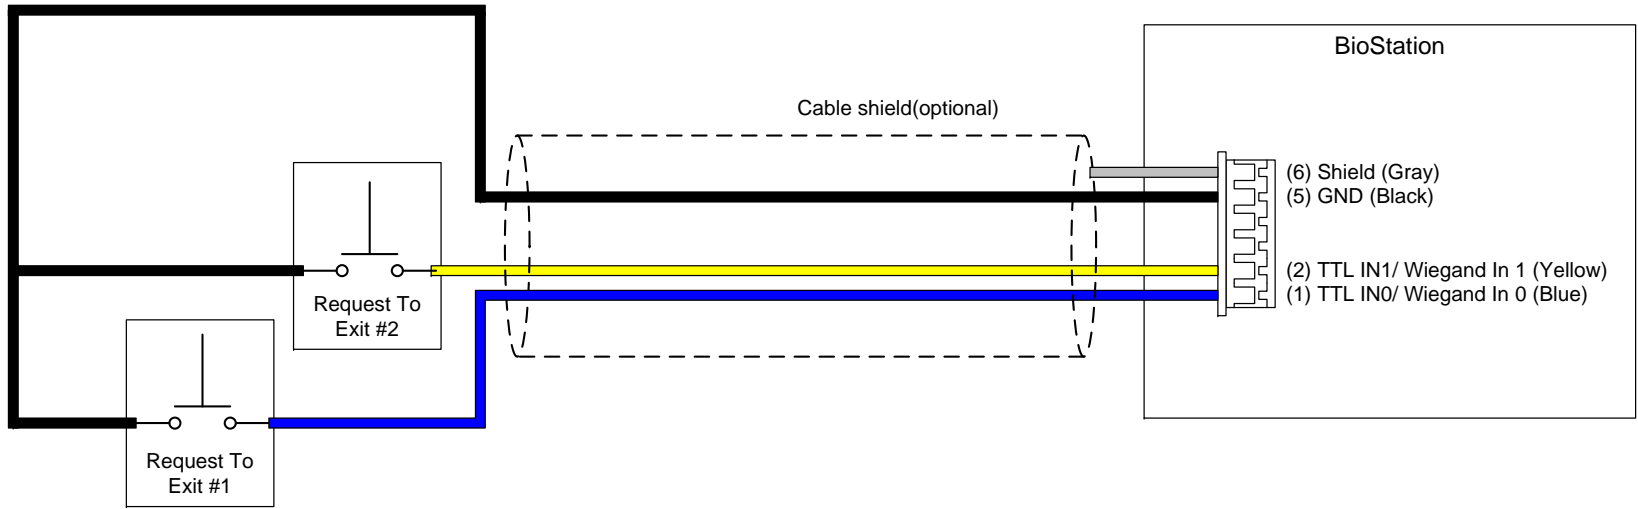 BioStation
Cable shield(optional)
(6) Shield (Gray)
(5) GND (Black)
(2) TTL IN1/ Wiegand In 1 (Yellow)
(1) TTL IN0/ Wiegand In 0 (Blue)
Request To
Exit #2
Request To
Exit #1